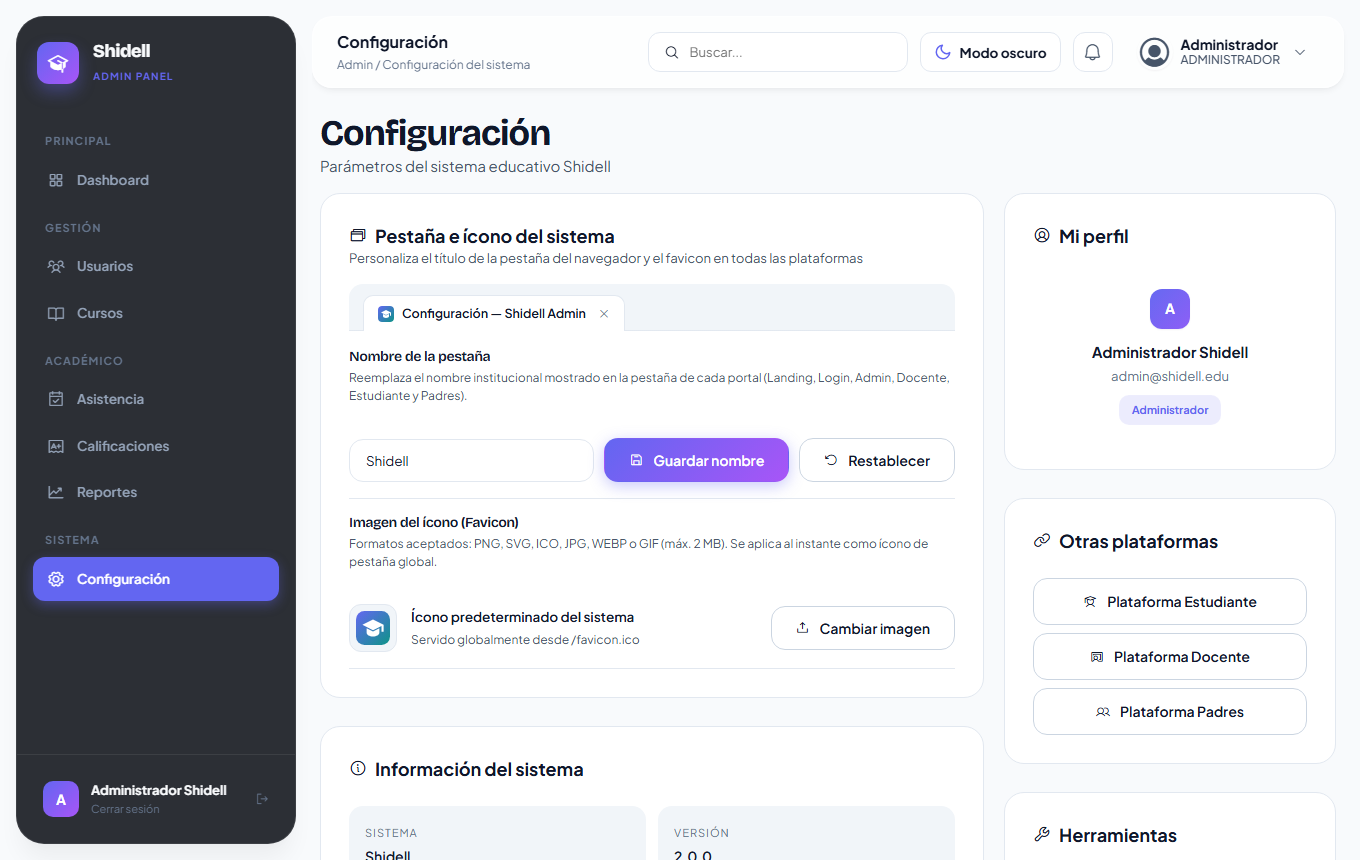 Shidell
ADMIN PANEL
PRINCIPAL
Dashboard
GESTIÓN
Usuarios
Cursos
ACADÉMICO
Asistencia
Calificaciones
Reportes
SISTEMA
Configuración
A
Administrador Shidell
Cerrar sesión
Configuración
Admin / Configuración del sistema
Buscar...
Modo oscuro
Administrador
ADMINISTRADOR
Configuración
Parámetros del sistema educativo Shidell
Pestaña e ícono del sistema
Personaliza el título de la pestaña del navegador y el favicon en todas las plataformas
Configuración — Shidell Admin
Nombre de la pestaña
Reemplaza el nombre institucional mostrado en la pestaña de cada portal (Landing, Login, Admin, Docente,
Estudiante y Padres).
Shidell
Guardar nombre
Restablecer
Imagen del ícono (Favicon)
Formatos aceptados: PNG, SVG, ICO, JPG, WEBP o GIF (máx. 2 MB). Se aplica al instante como ícono de
pestaña global.
Ícono predeterminado del sistema
Servido globalmente desde /favicon.ico
Cambiar imagen
Información del sistema
SISTEMA
Shidell
VERSIÓN
2.0.0
Mi perfil
A
Administrador Shidell
admin@shidell.edu
Administrador
Otras plataformas
Plataforma Estudiante
Plataforma Docente
Plataforma Padres
Herramientas